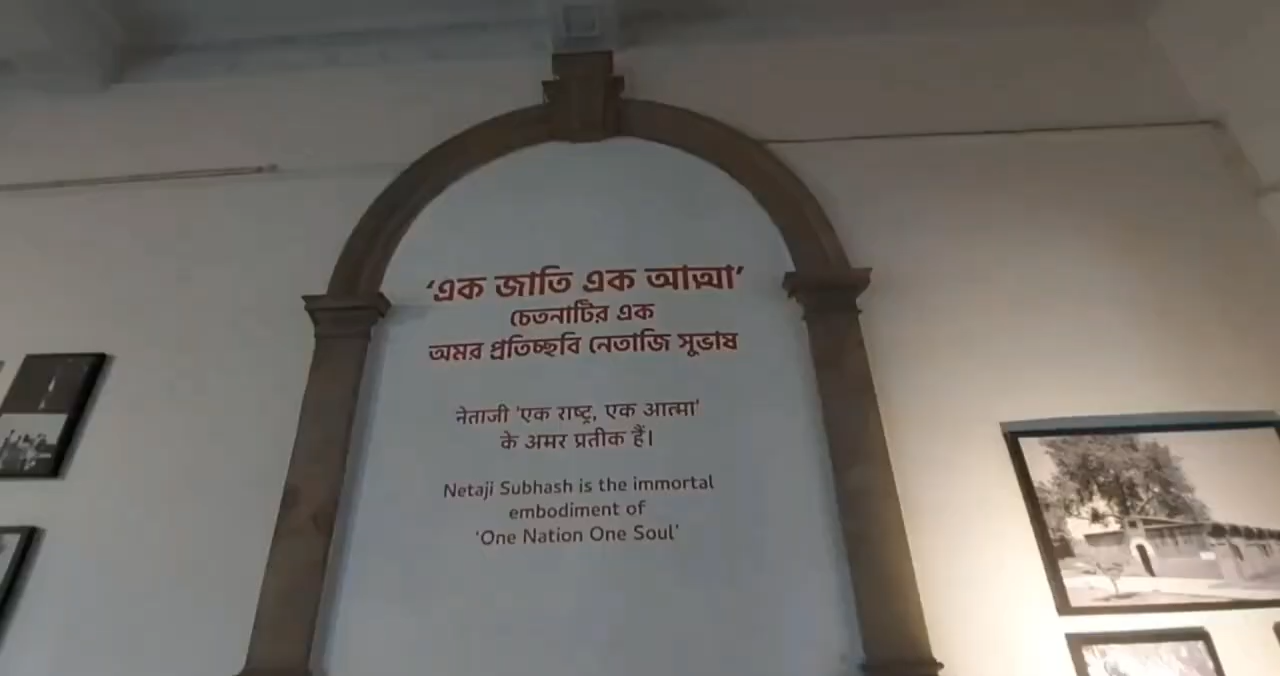 ‘এক জাতি এক আত্মা’
চেতনাটির এক
অমর প্রতিচ্ছবি নেতাজি সুভাষ
नेताजी 'एक राष्ट्र, एक आत्मा'
के अमर प्रतीक हैं।
Netaji Subhash is the immortal
embodiment of
‘One Nation One Soul’